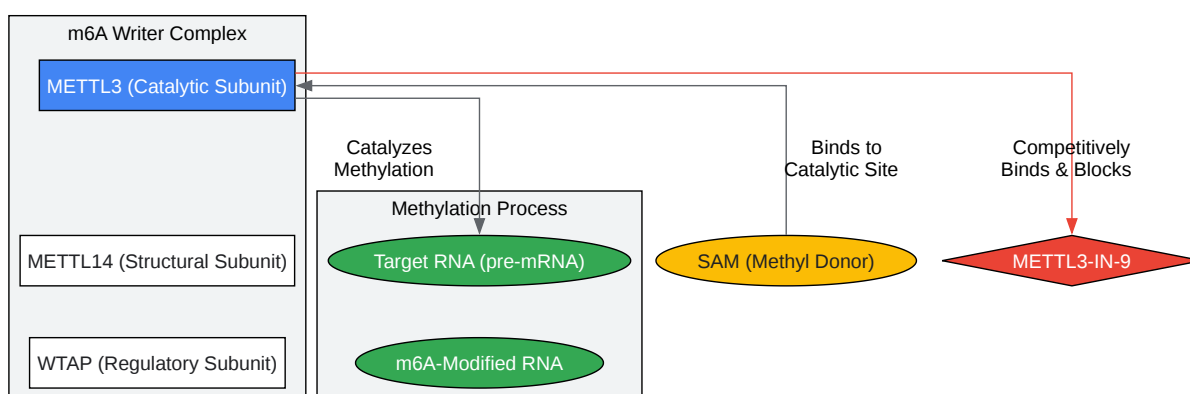 m6A Writer Complex
METTL3 (Catalytic Subunit)
Catalyzes
Methylation
Binds to
Catalytic Site
Competitively
Binds & Blocks
Methylation Process
METTL14 (Structural Subunit)
Target RNA (pre-mRNA)
SAM (Methyl Donor)
METTL3-IN-9
WTAP (Regulatory Subunit)
m6A-Modified RNA